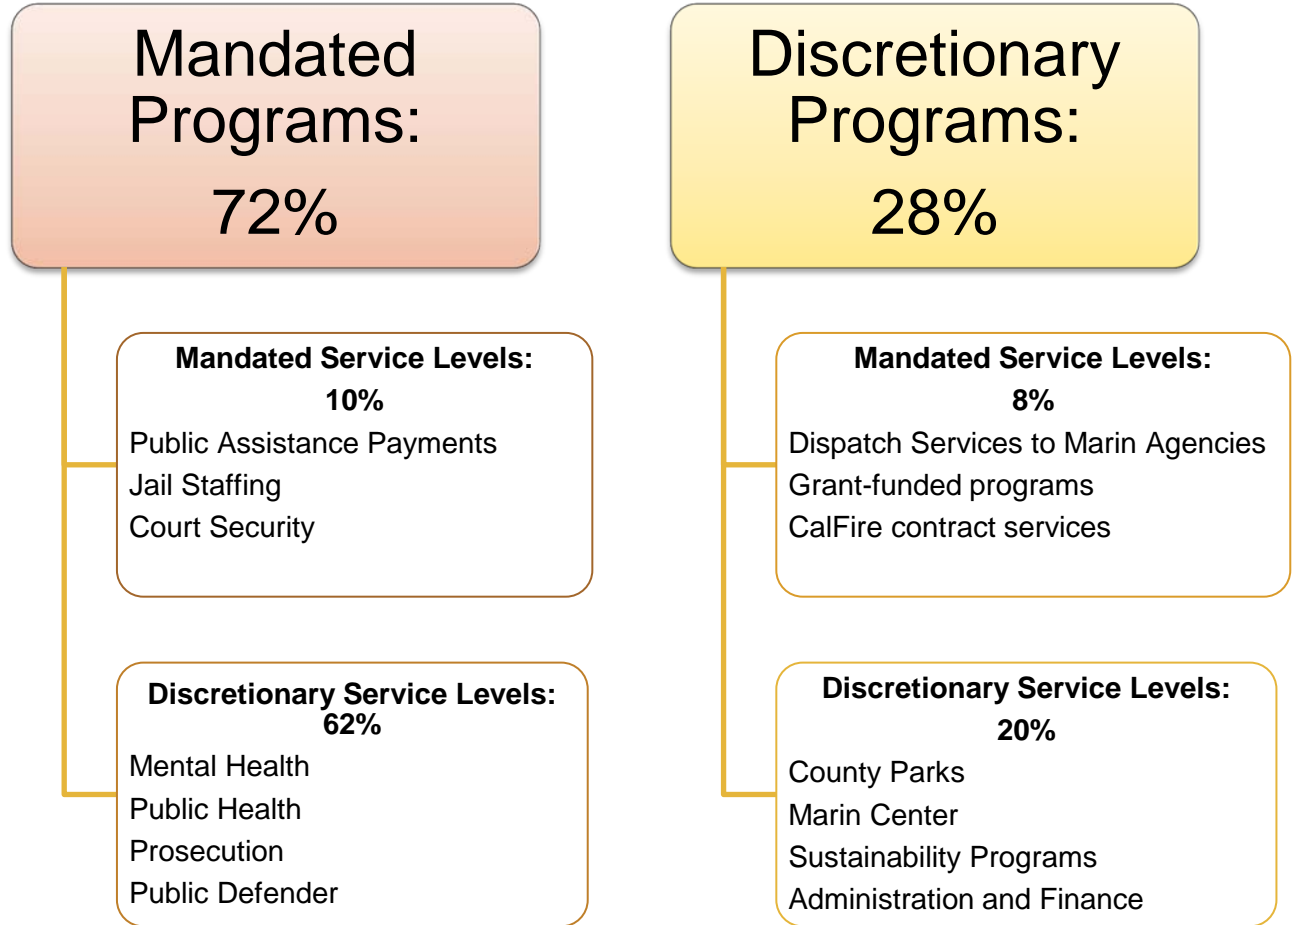 Mandated
Programs:
72%
Mandated Service Levels:
10%
Public Assistance Payments
Jail Staffing
Court Security
Discretionary Service Levels:
62%
Mental Health
Public Health
Prosecution
Public Defender
Discretionary
Programs:
28%
Mandated Service Levels:
8%
Dispatch Services to Marin Agencies
Grant-funded programs
CalFire contract services
Discretionary Service Levels:
20%
County Parks
Marin Center
Sustainability Programs
Administration and Finance